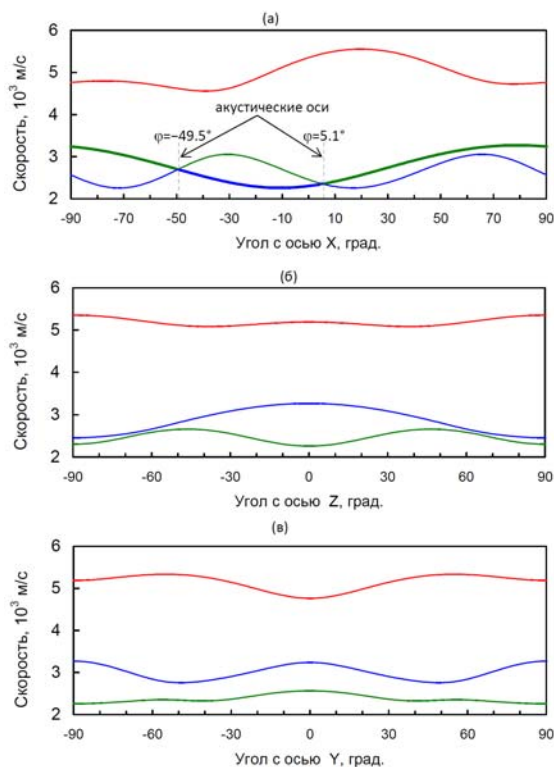 (а)
Скорость, 10³ м/с
6
5
4
3
2
акустические оси
φ=−49.5°
φ=5.1°
-90 -70 -50 -30 -10 10 30 50 70 90
Угол с осью X, град.
(б)
Скорость, 10³ м/с
6
5
4
3
2
-90 -60 -30 0 30 60 90
Угол с осью Z, град.
(в)
Скорость, 10³ м/с
6
5
4
3
2
-90 -60 -30 0 30 60 90
Угол с осью Y, град.